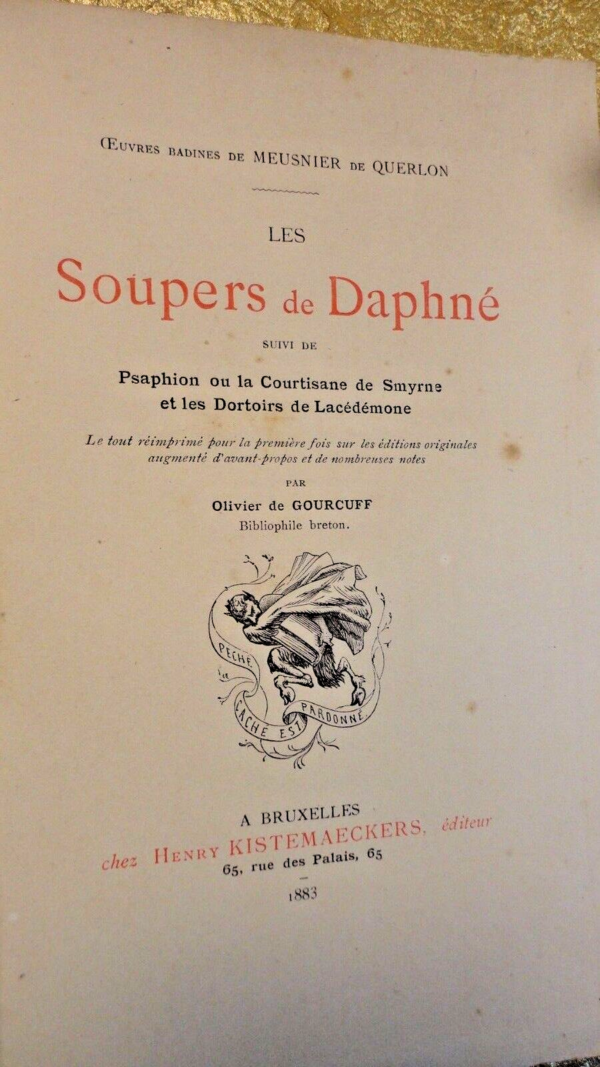 ŒUVRES BADINES DE MEUSNIER DE QUERLON
LES
Soupers de Daphné
SUIVI DE
Psaphion ou la Courtisane de Smyrne
et les Dortoirs de Lacédémone
Le tout réimprimé pour la première fois sur les éditions originales
augmenté d'avant-propos et de nombreuses notes
PAR
Olivier de GOURCUFF
Bibliophile breton.
PECHÉ
CACHÉ EST
PARDONNÉ
A BRUXELLES
chez HENRY KISTEMAECKERS, éditeur
65, rue des Palais, 65
1883